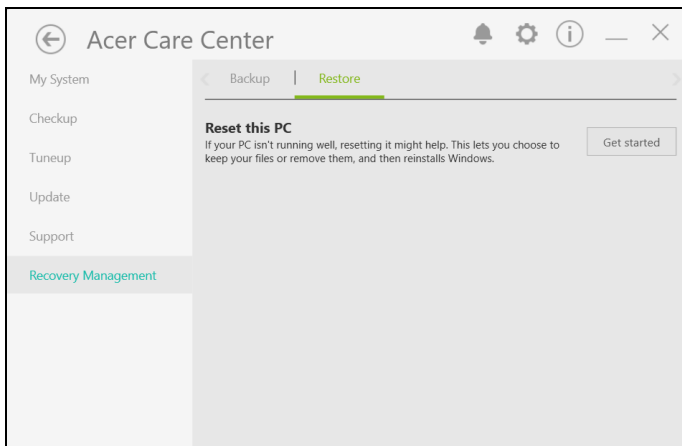 Acer Care Center
My System
Backup | Restore
Checkup
Reset this PC
If your PC isn't running well, resetting it might help. This lets you choose to
keep your files or remove them, and then reinstalls Windows.
Get started
Tuneup
Update
Support
Recovery Management